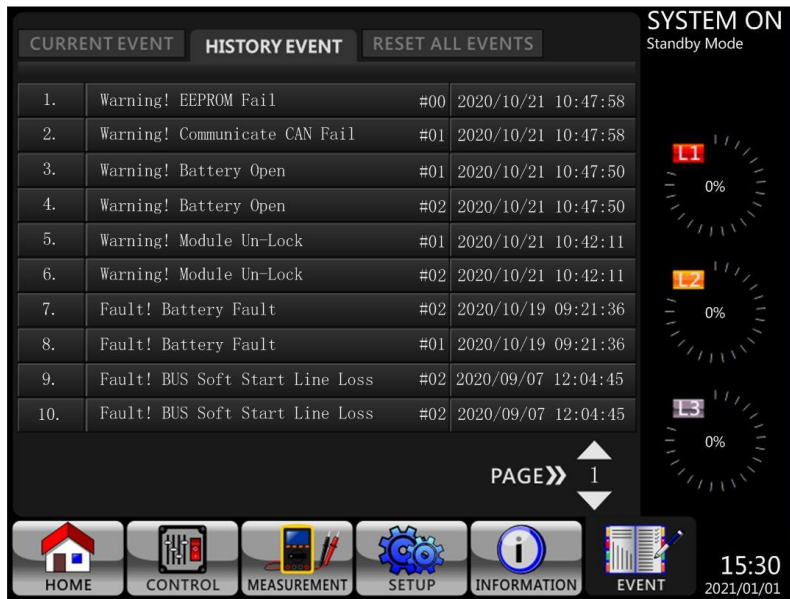 CURRENT EVENT HISTORY EVENT RESET ALL EVENTS
SYSTEM ON
Standby Mode
1. Warning! EEPROM Fail #00 2020/10/21 10:47:58
2. Warning! Communicate CAN Fail #01 2020/10/21 10:47:58
3. Warning! Battery Open #01 2020/10/21 10:47:50
4. Warning! Battery Open #02 2020/10/21 10:47:50
5. Warning! Module Un-Lock #01 2020/10/21 10:42:11
6. Warning! Module Un-Lock #02 2020/10/21 10:42:11
7. Fault! Battery Fault #02 2020/10/19 09:21:36
8. Fault! Battery Fault #01 2020/10/19 09:21:36
9. Fault! BUS Soft Start Line Loss #02 2020/09/07 12:04:45
10. Fault! BUS Soft Start Line Loss #02 2020/09/07 12:04:45
PAGE» 1
L1
0%
L2
0%
L3
0%
HOME CONTROL MEASUREMENT SETUP INFORMATION EVENT
15:30
2021/01/01